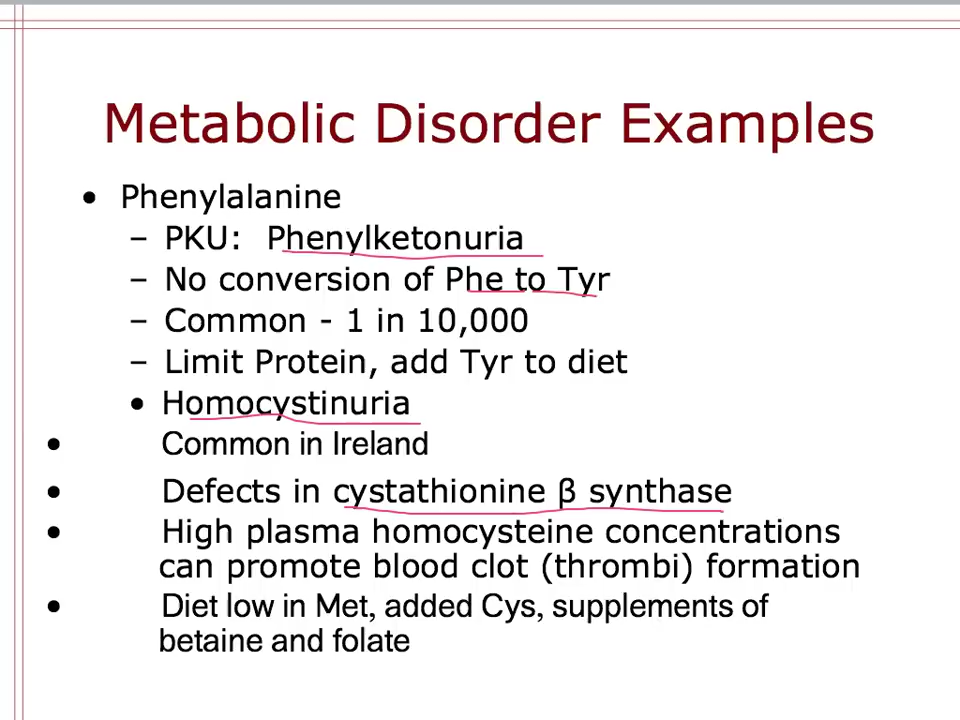 Metabolic Disorder Examples
• Phenylalanine
– PKU: Phenylketonuria
– No conversion of Phe to Tyr
– Common - 1 in 10,000
– Limit Protein, add Tyr to diet
• Homocystinuria
• Common in Ireland
• Defects in cystathionine β synthase
• High plasma homocysteine concentrations
can promote blood clot (thrombi) formation
• Diet low in Met, added Cys, supplements of
betaine and folate